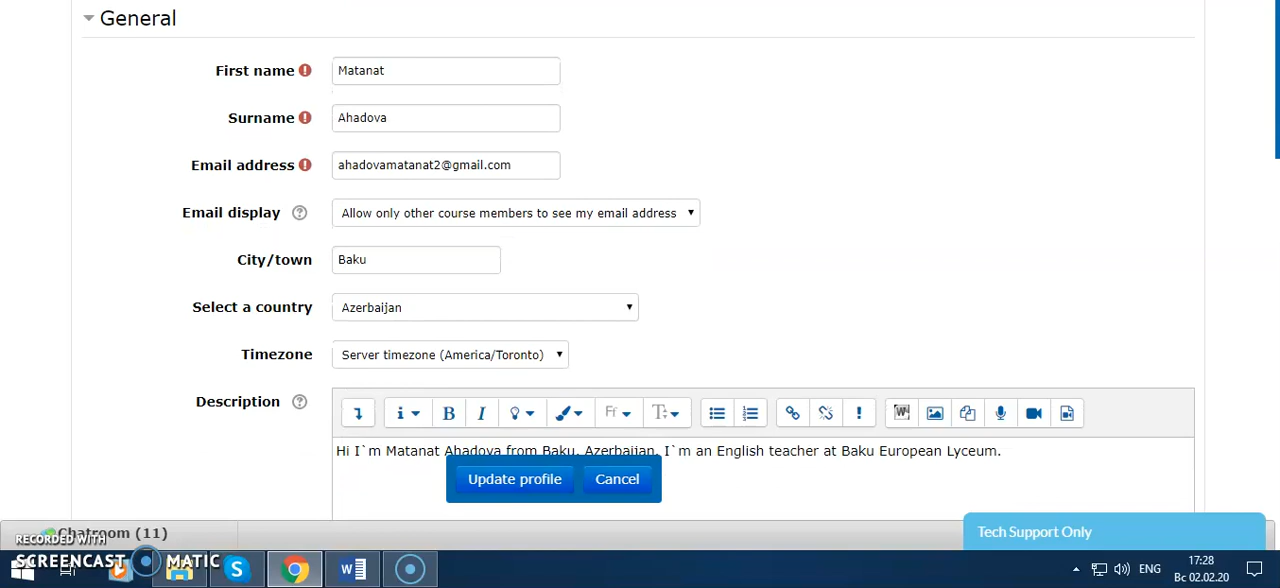 General
First name
Matanat
Surname
Ahadova
Email address
ahadovamatanat2@gmail.com
Email display
Allow only other course members to see my email address
City/town
Baku
Select a country
Azerbaijan
Timezone
Server timezone (America/Toronto)
Description
Hi I`m Matanat Ahadova from Baku, Azerbaijan. I`m an English teacher at Baku European Lyceum.
Update profile
Cancel
Chatroom (11)
Tech Support Only
RECORDED WITH
SCREENCAST MATIC
ENG
17:28
Вс 02.02.20